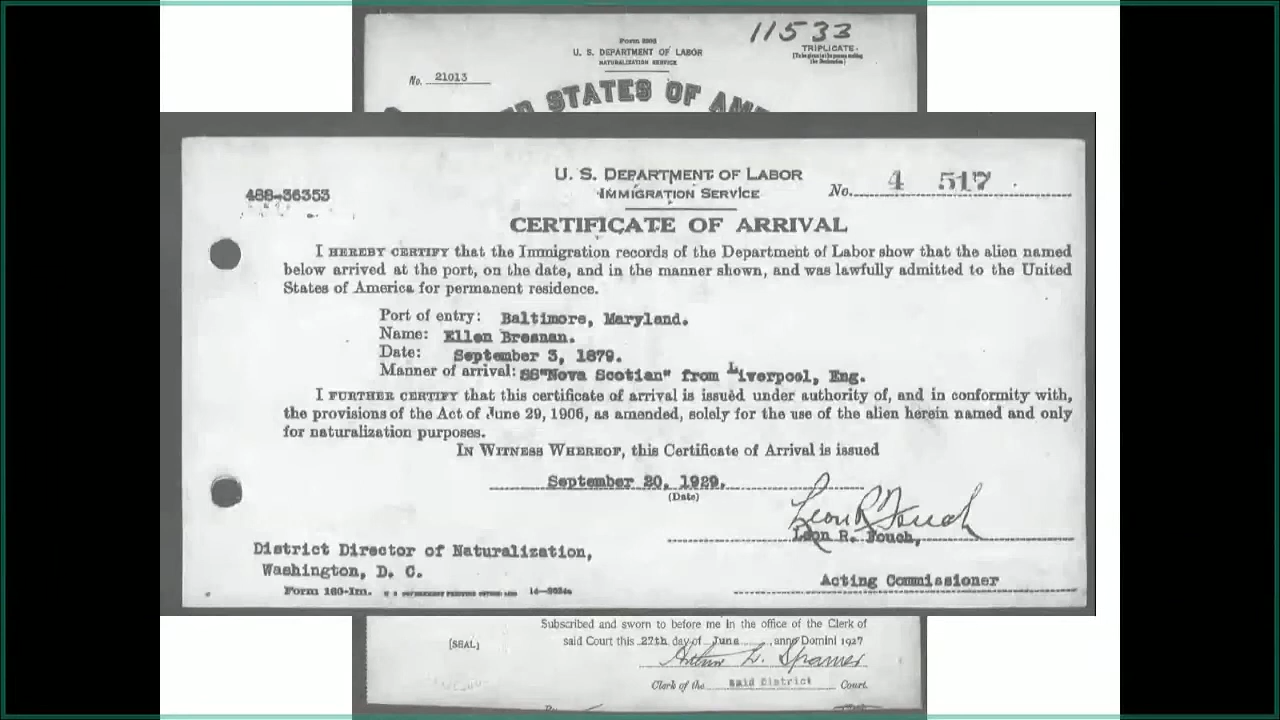 11533
Form 2202
U. S. DEPARTMENT OF LABOR
NATURALIZATION SERVICE
TRIPLICATE
No. 21013
STATES OF
U. S. DEPARTMENT OF LABOR
IMMIGRATION SERVICE
488-36353
No. 4 517
CERTIFICATE OF ARRIVAL
I HEREBY CERTIFY that the Immigration records of the Department of Labor show that the alien named
below arrived at the port, on the date, and in the manner shown, and was lawfully admitted to the United
States of America for permanent residence.
Port of entry: Baltimore, Maryland.
Name: Ellen Bresnan.
Date: September 3, 1879.
Manner of arrival: SS"Nova Scotian" from Liverpool, Eng.
I FURTHER CERTIFY that this certificate of arrival is issued under authority of, and in conformity with,
the provisions of the Act of June 29, 1906, as amended, solely for the use of the alien herein named and only
for naturalization purposes.
IN WITNESS WHEREOF, this Certificate of Arrival is issued
September 20, 1929.
(Date)
Leon R. Fouch
Leon R. Fouch,
District Director of Naturalization,
Washington, D. C.
Acting Commissioner
Form 160-Im.
Subscribed and sworn to before me in the office of the Clerk of
[SEAL]
said Court this 27th day of June, anno Domini 1927
Arthur L. Spamer
Clerk of the said District Court.